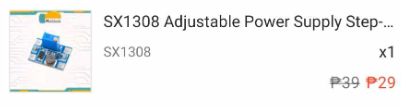 SX1308 Adjustable Power Supply Step-...
SX1308
x1
₱39 ₱29